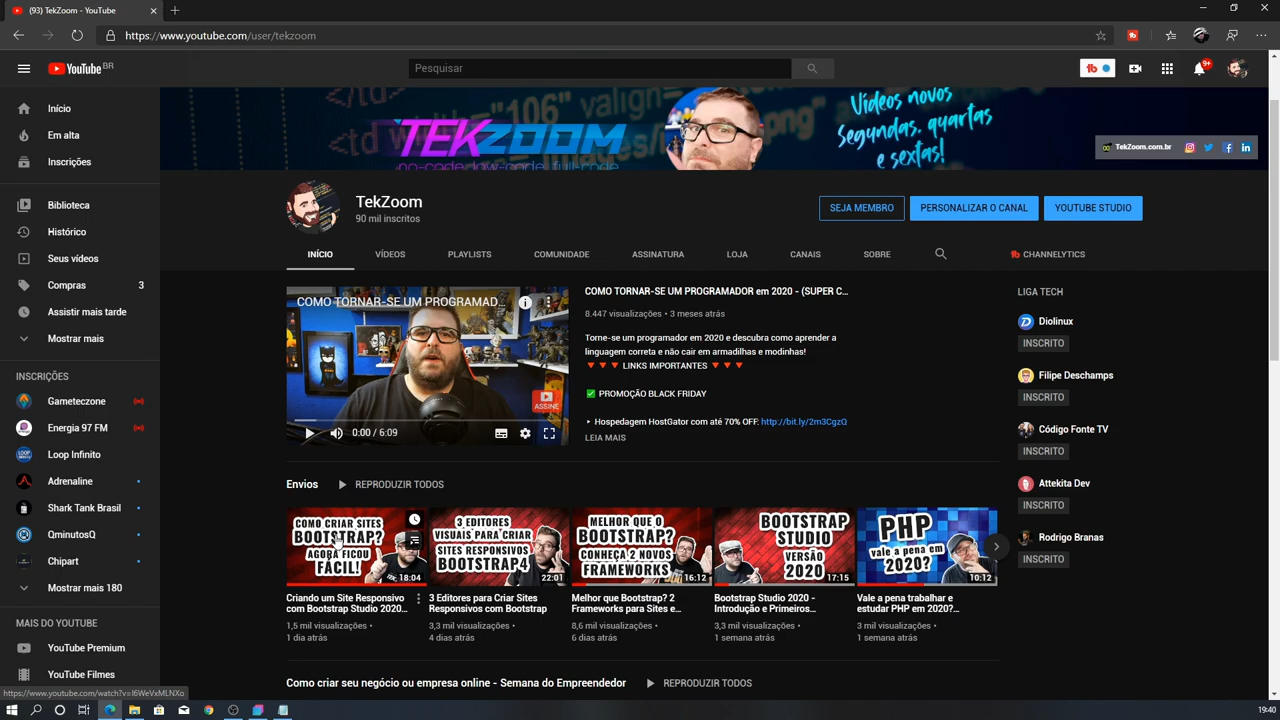 (93) TekZoom - YouTube
https://www.youtube.com/user/tekzoom
YouTube BR
Pesquisar
9+
Início
Em alta
Inscrições
Biblioteca
Histórico
Seus vídeos
Compras 3
Assistir mais tarde
Mostrar mais
INSCRIÇÕES
Gameteczone
Energia 97 FM
Loop Infinito
Adrenaline
Shark Tank Brasil
QminutosQ
Chipart
Mostrar mais 180
MAIS DO YOUTUBE
YouTube Premium
YouTube Filmes
https://www.youtube.com/watch?v=I6WeVxMLNXo
TEKZOOM
no-code, low-code, full-code
Vídeos novos
Segundas, quartas
e sextas!
TekZoom.com.br
TekZoom
90 mil inscritos
SEJA MEMBRO
PERSONALIZAR O CANAL
YOUTUBE STUDIO
INÍCIO VÍDEOS PLAYLISTS COMUNIDADE ASSINATURA LOJA CANAIS SOBRE CHANNELYTICS
COMO TORNAR-SE UM PROGRAMAD...
ASSINE
0:00 / 6:09
COMO TORNAR-SE UM PROGRAMADOR em 2020 - (SUPER C...
8.447 visualizações • 3 meses atrás
Torne-se um programador em 2020 e descubra como aprender a
linguagem correta e não cair em armadilhas e modinhas!
🔻🔻🔻 LINKS IMPORTANTES 🔻🔻🔻
✅ PROMOÇÃO BLACK FRIDAY
‣ Hospedagem HostGator com até 70% OFF: http://bit.ly/2m3CgzQ
LEIA MAIS
LIGA TECH
Diolinux
INSCRITO
Filipe Deschamps
INSCRITO
Código Fonte TV
INSCRITO
Attekita Dev
INSCRITO
Rodrigo Branas
INSCRITO
Envios REPRODUZIR TODOS
COMO CRIAR SITES
BOOTSTRAP?
AGORA FICOU
FÁCIL!
18:04
Criando um Site Responsivo
com Bootstrap Studio 2020...
1,5 mil visualizações •
1 dia atrás
3 EDITORES
VISUAIS PARA CRIAR
SITES RESPONSIVOS
BOOTSTRAP4
22:01
3 Editores para Criar Sites
Responsivos com Bootstrap
3,3 mil visualizações •
4 dias atrás
MELHOR QUE O
BOOTSTRAP?
CONHEÇA 2 NOVOS
FRAMEWORKS
16:12
Melhor que Bootstrap? 2
Frameworks para Sites e...
8,6 mil visualizações •
6 dias atrás
BOOTSTRAP
STUDIO
VERSÃO
2020
17:15
Bootstrap Studio 2020 -
Introdução e Primeiros...
3,3 mil visualizações •
1 semana atrás
PHP
vale a pena em
2020?
10:12
Vale a pena trabalhar e
estudar PHP em 2020?...
3 mil visualizações •
1 semana atrás
Como criar seu negócio ou empresa online - Semana do Empreendedor REPRODUZIR TODOS
19:40